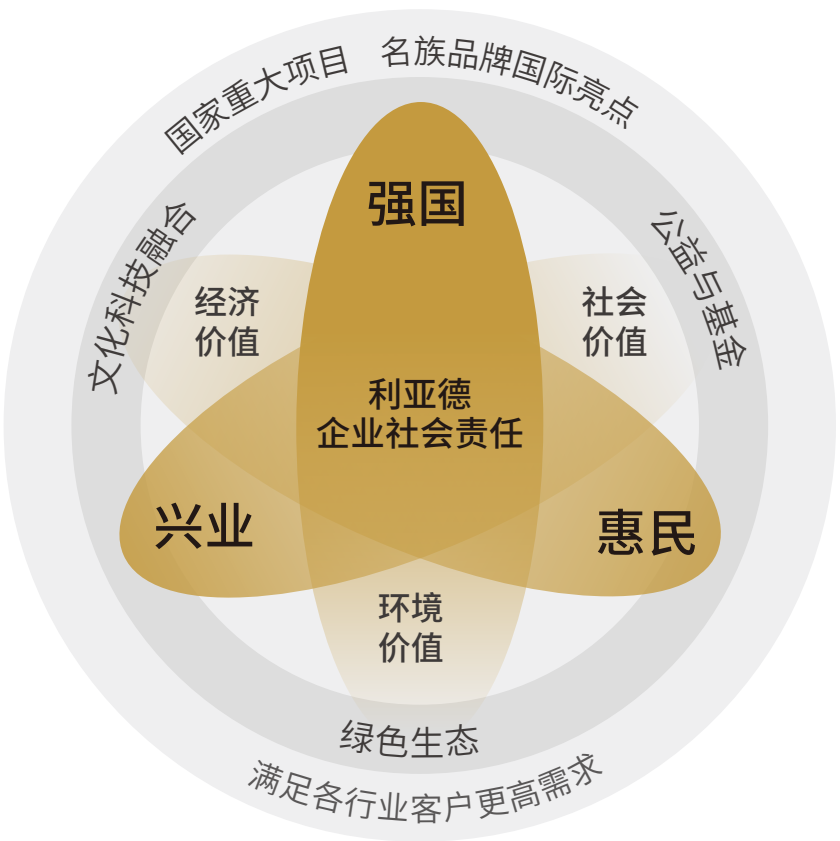 国家重大项目 名族品牌国际亮点
文化科技融合
公益与基金
强国
经济
价值
社会
价值
利亚德
企业社会责任
兴业
惠民
环境
价值
绿色生态
满足各行业客户更高需求